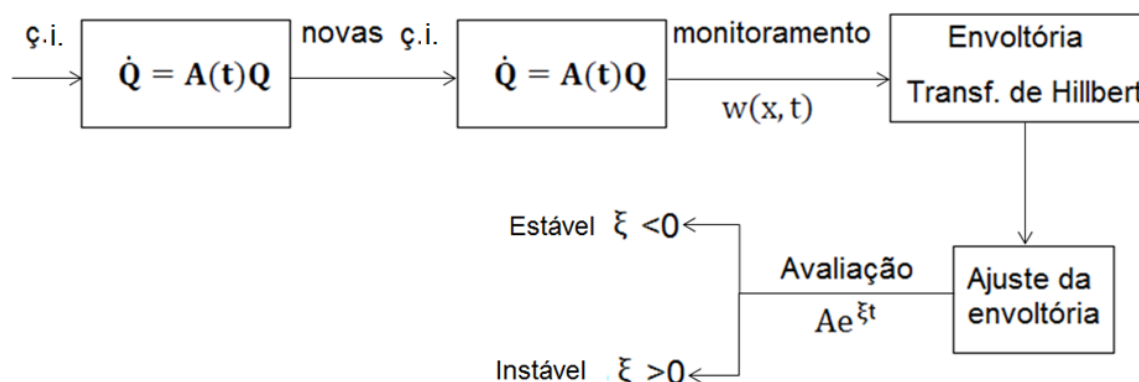 ç.i.
Q̇ = A(t)Q
novas ç.i.
Q̇ = A(t)Q
monitoramento
w(x, t)
Envoltória
Transf. de Hillbert
Ajuste da
envoltória
Avaliação
Ae^ξt
Estável ξ <0
Instável ξ >0